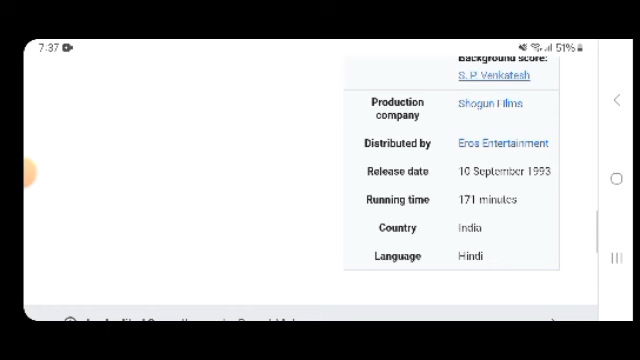 7:37 51%
Background score:
S. P. Venkatesh
Production company Shogun Films
Distributed by Eros Entertainment
Release date 10 September 1993
Running time 171 minutes
Country India
Language Hindi